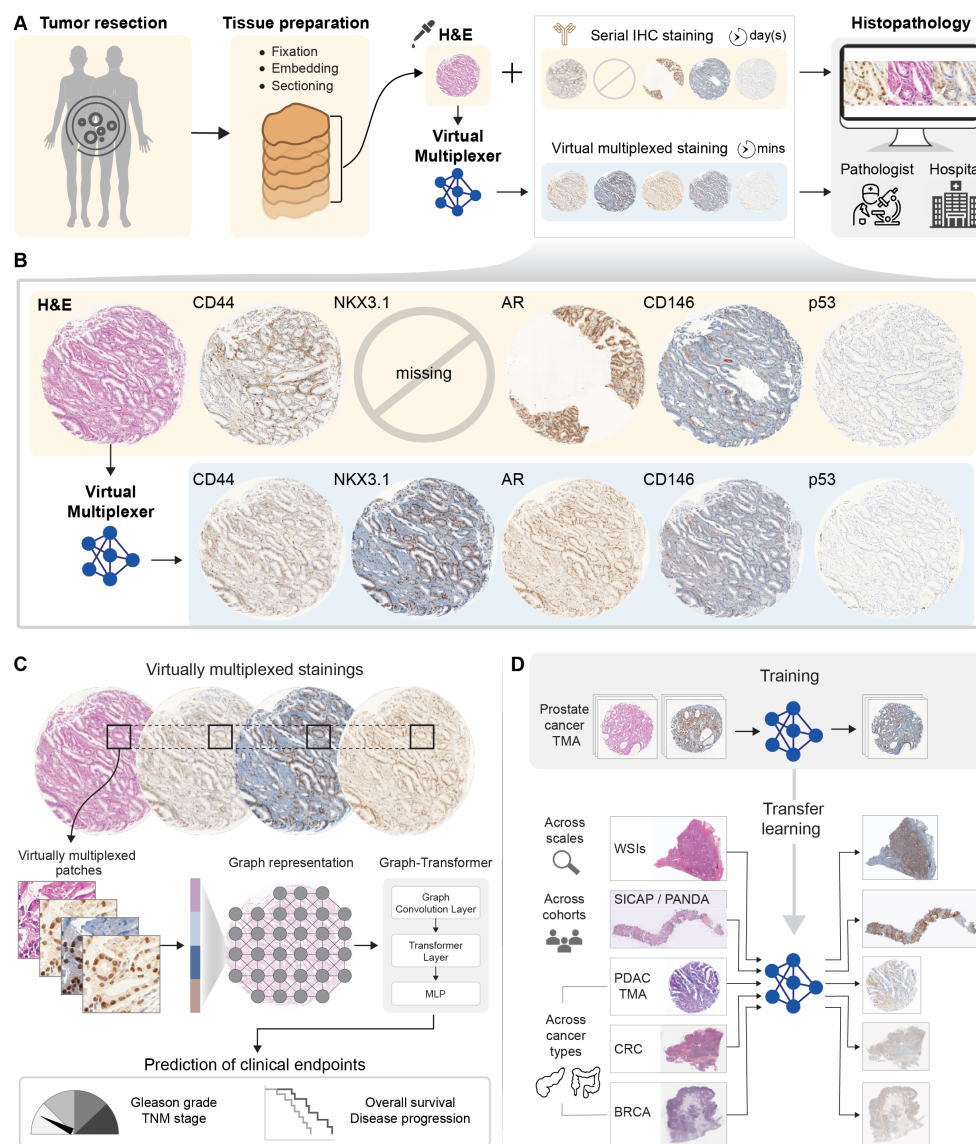 A
Tumor resection
Tissue preparation
• Fixation
• Embedding
• Sectioning
H&E
Virtual
Multiplexer
Serial IHC staining
day(s)
Virtual multiplexed staining
mins
Histopathology
Pathologist
Hospita
B
H&E
CD44
NKX3.1
AR
CD146
p53
missing
Virtual
Multiplexer
CD44
NKX3.1
AR
CD146
p53
C
Virtually multiplexed stainings
Virtually multiplexed
patches
Graph representation
Graph-Transformer
Graph
Convolution Layer
Transformer
Layer
MLP
Prediction of clinical endpoints
Gleason grade
TNM stage
Overall survival
Disease progression
D
Training
Prostate
cancer
TMA
Transfer
learning
Across
scales
WSIs
Across
cohorts
SICAP / PANDA
Across
cancer
types
PDAC
TMA
CRC
BRCA